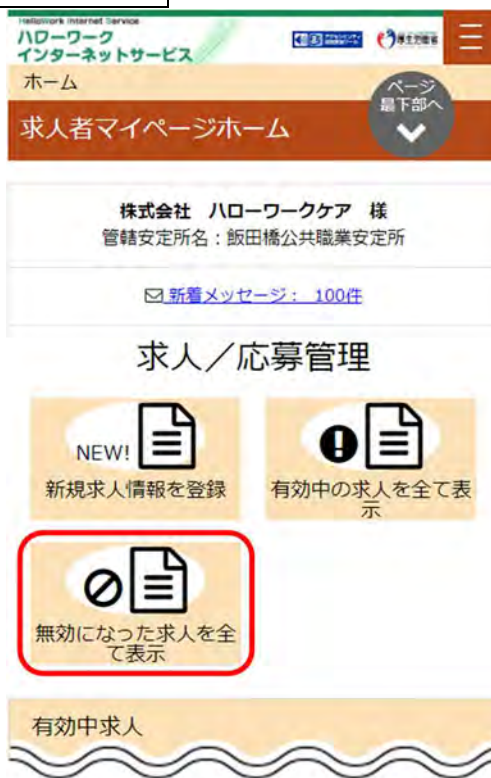 HelloWork Internet Service
ハローワーク
インターネットサービス
厚生労働省
ホーム
ページ
最下部へ
求人者マイページホーム
株式会社 ハローワークケア 様
管轄安定所名：飯田橋公共職業安定所
新着メッセージ： 100件
求人／応募管理
NEW!
新規求人情報を登録
有効中の求人を全て表
示
無効になった求人を全
て表示
有効中求人